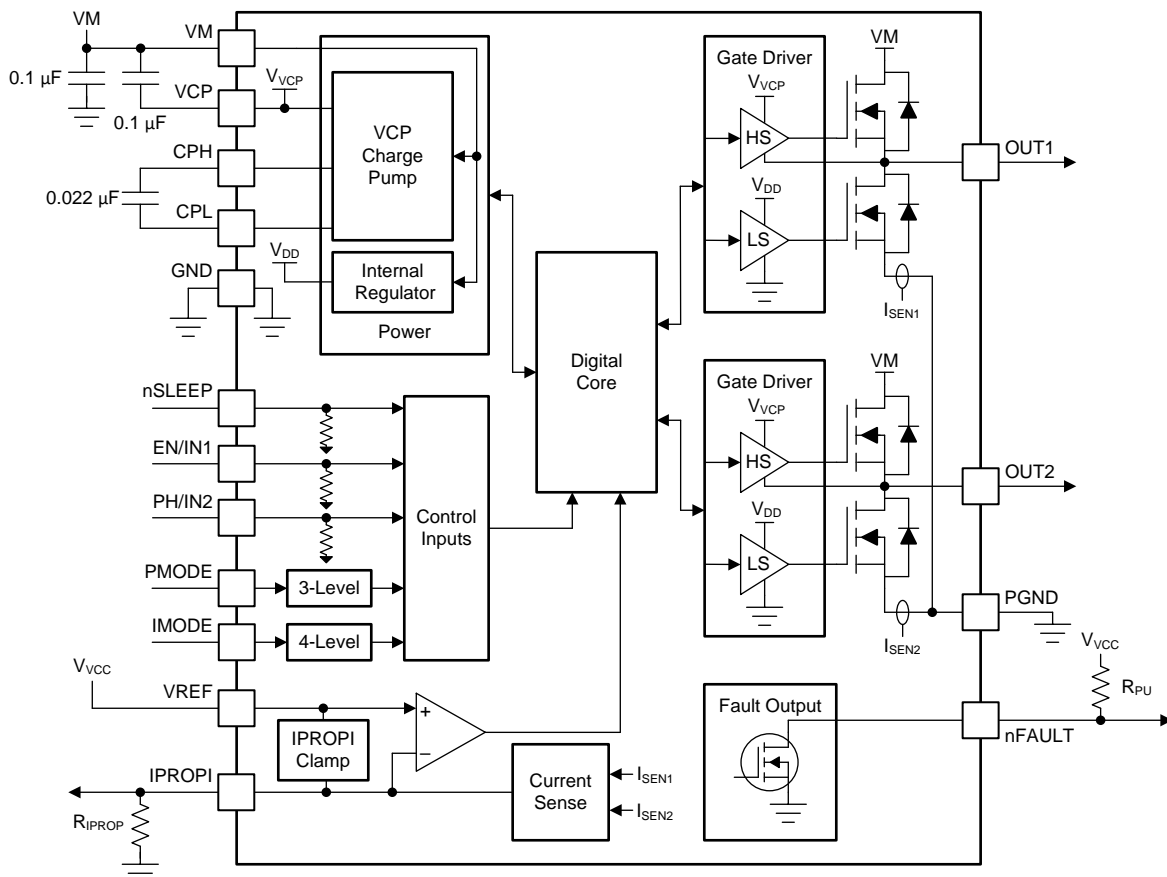 VM
VM
0.1 µF
VCP
0.1 µF
V_VCP
CPH
0.022 µF
CPL
GND
VCP
Charge
Pump
V_DD
Internal
Regulator
Power
nSLEEP
EN/IN1
PH/IN2
PMODE
3-Level
IMODE
4-Level
Control
Inputs
Digital
Core
V_VCC
VREF
IPROPI
Clamp
+
−
IPROPI
R_IPROP
Current
Sense
I_SEN1
I_SEN2
Gate Driver
V_VCP
HS
V_DD
LS
VM
OUT1
I_SEN1
Gate Driver
V_VCP
HS
V_DD
LS
VM
OUT2
I_SEN2
PGND
V_VCC
R_PU
Fault Output
nFAULT